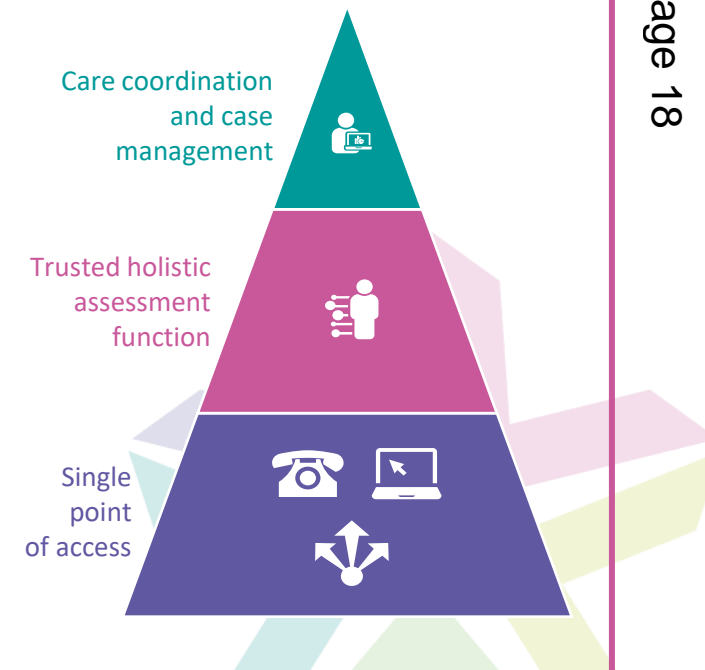 Care coordination
and case
management
Trusted holistic
assessment
function
Single
point
of access
age 18